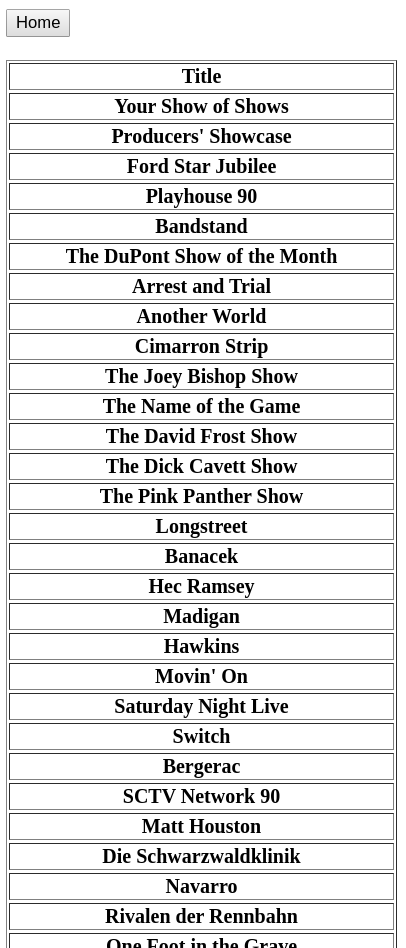 Home
Title
Your Show of Shows
Producers' Showcase
Ford Star Jubilee
Playhouse 90
Bandstand
The DuPont Show of the Month
Arrest and Trial
Another World
Cimarron Strip
The Joey Bishop Show
The Name of the Game
The David Frost Show
The Dick Cavett Show
The Pink Panther Show
Longstreet
Banacek
Hec Ramsey
Madigan
Hawkins
Movin' On
Saturday Night Live
Switch
Bergerac
SCTV Network 90
Matt Houston
Die Schwarzwaldklinik
Navarro
Rivalen der Rennbahn
One Foot in the Grave